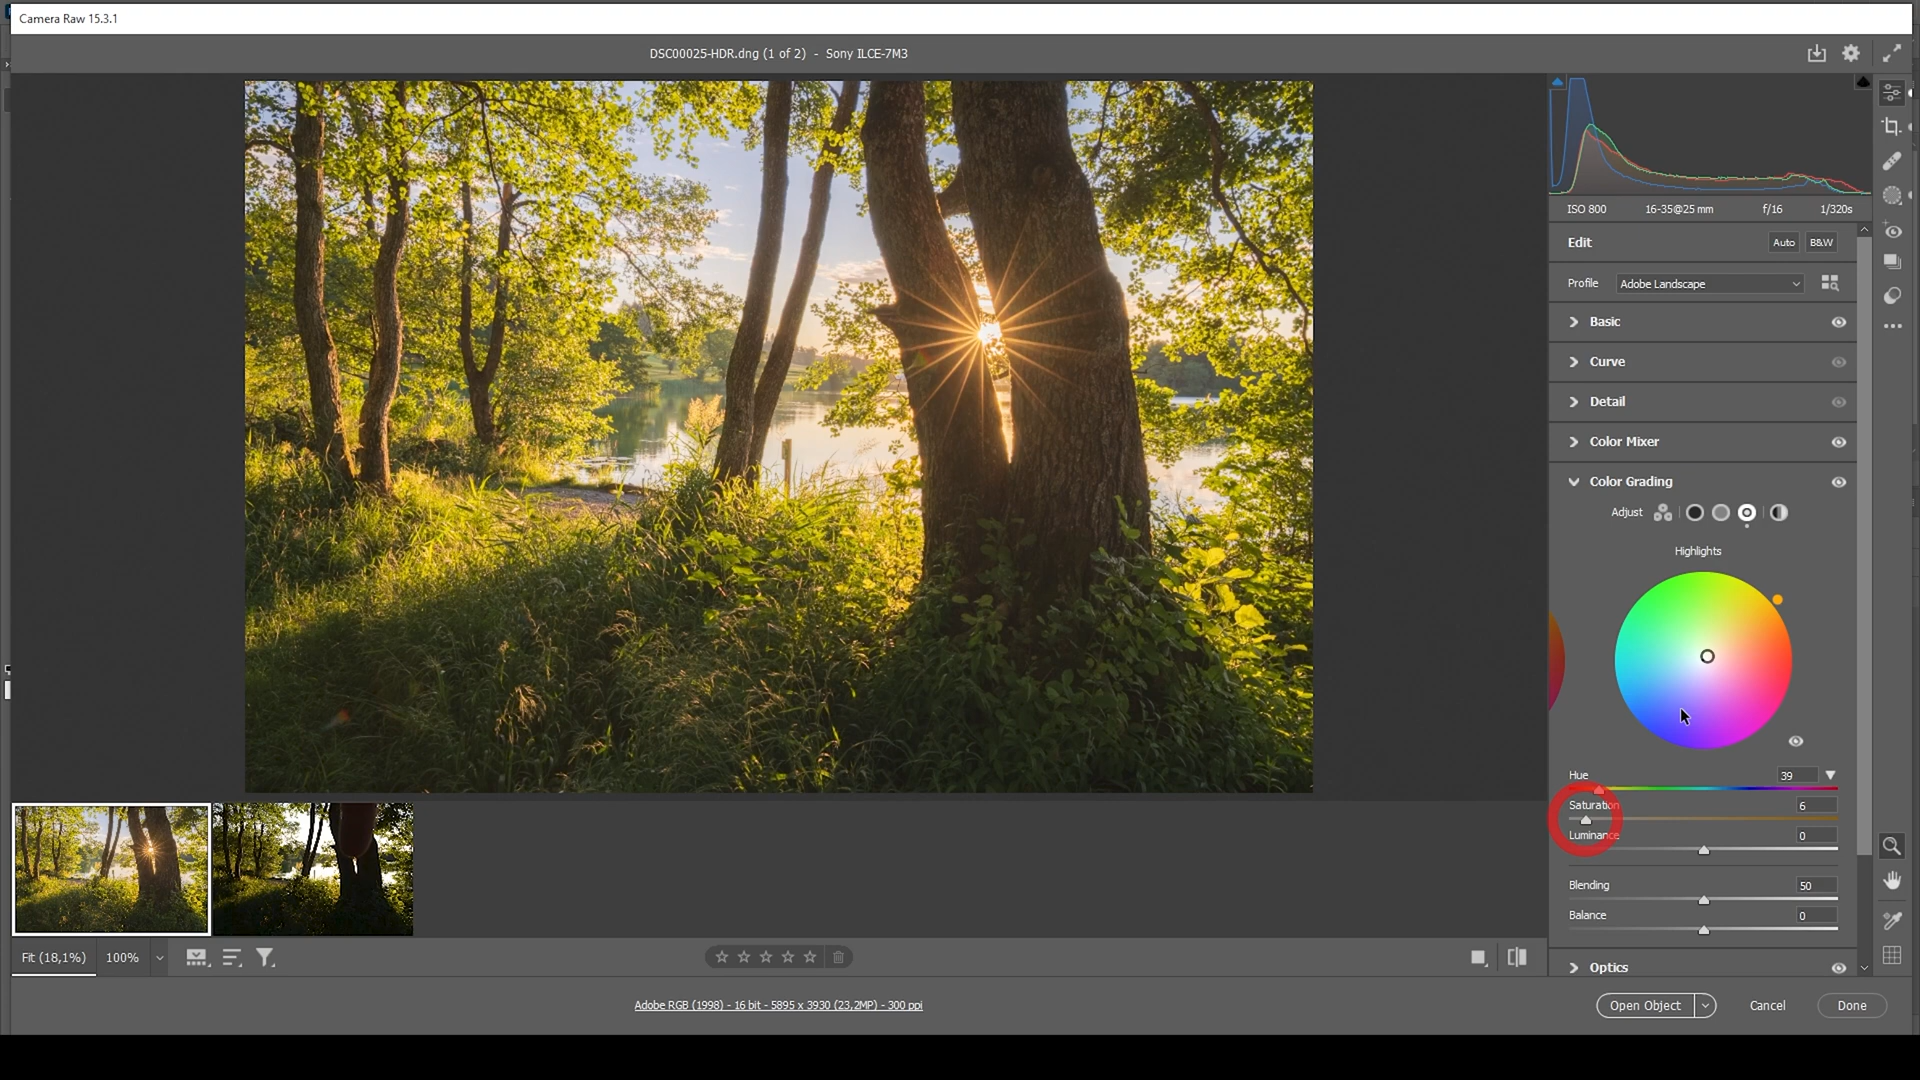 Camera Raw 15.3.1
DSC00025-HDR.dng (1 of 2) - Sony ILCE-7M3
ISO 800 16-35@25 mm f/16 1/320s
Edit Auto B&W
Profile Adobe Landscape
Basic
Curve
Detail
Color Mixer
Color Grading
Adjust
Highlights
Hue 39
Saturation 6
Luminance 0
Blending 50
Balance 0
Optics
Fit (18,1%) 100%
Adobe RGB (1998) - 16 bit - 5895 x 3930 (23,2MP) - 300 ppi
Open Object Cancel Done